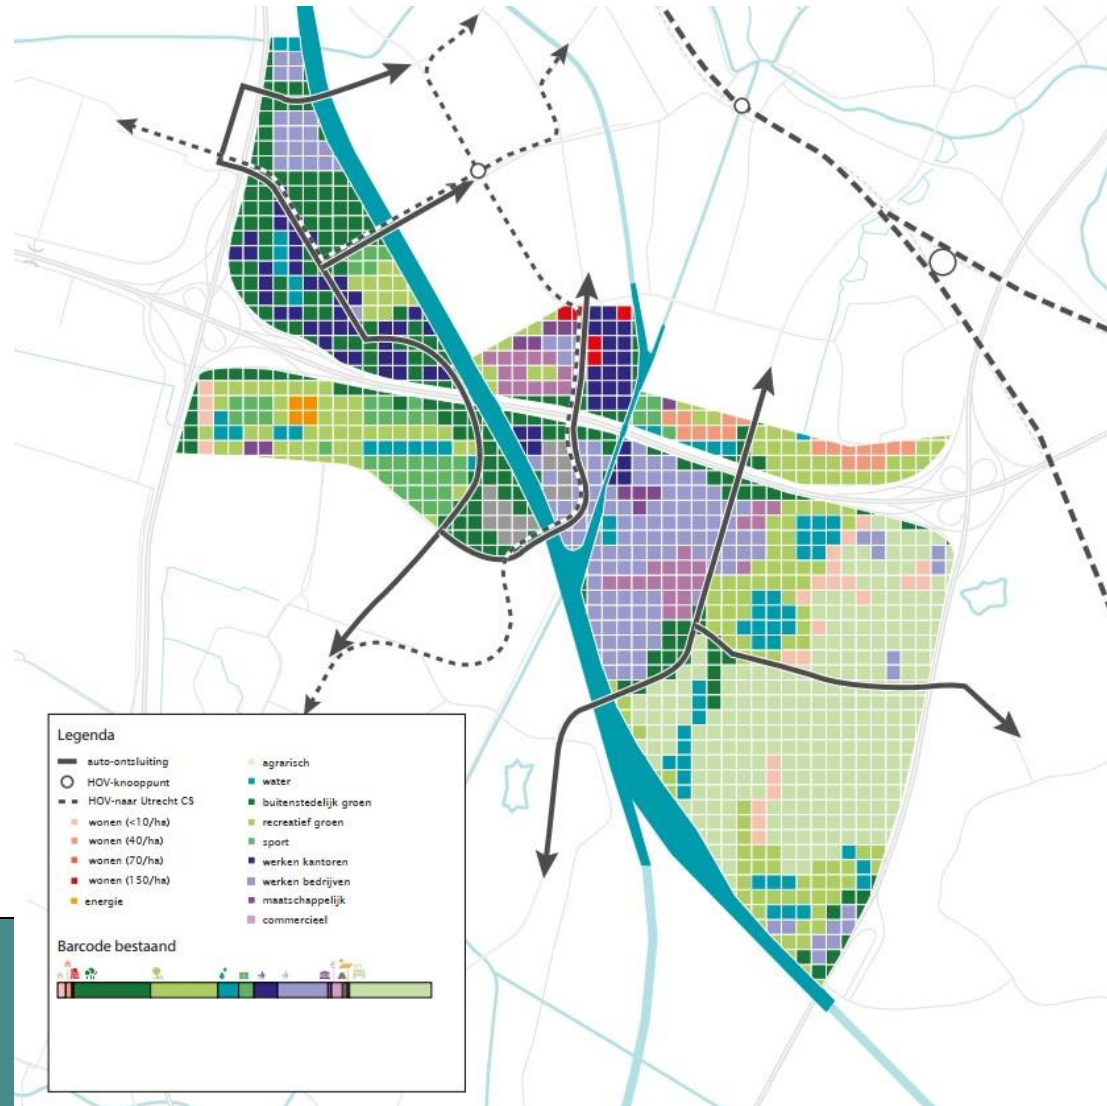 Legenda
auto-ontsluiting
HOV-knooppunt
HOV-naar Utrecht CS
wonen (<10/ha)
wonen (40/ha)
wonen (70/ha)
wonen (150/ha)
energie
agrarisch
water
buitenstedelijk groen
recreatief groen
sport
werken kantoren
werken bedrijven
maatschappelijk
commercieel
Barcode bestaand